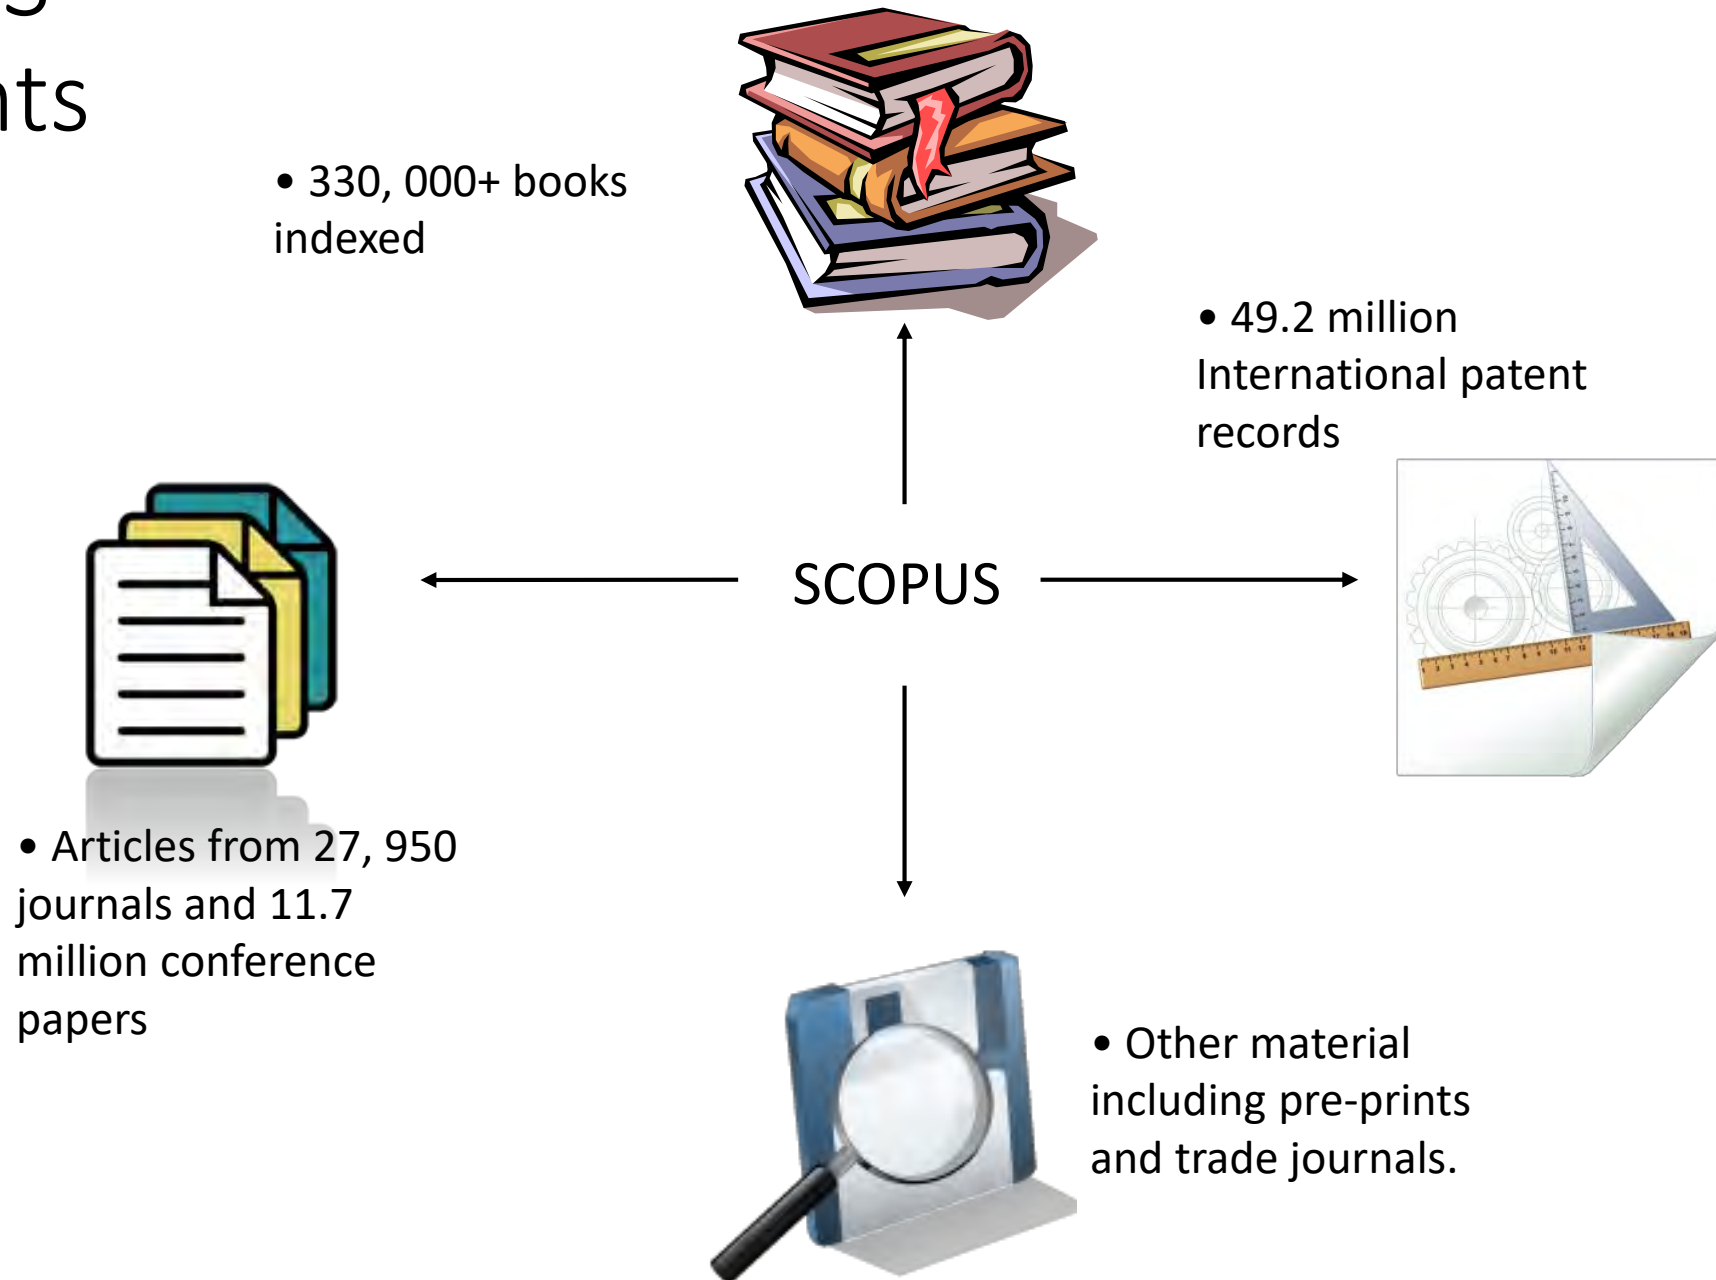 nts
• 330, 000+ books
indexed
• 49.2 million
International patent
records
SCOPUS
• Articles from 27, 950
journals and 11.7
million conference
papers
• Other material
including pre-prints
and trade journals.